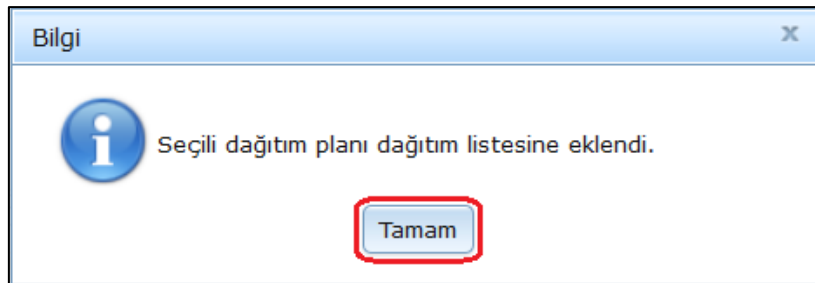 Bilgi
x
Seçili dağıtım planı dağıtım listesine eklendi.
Tamam